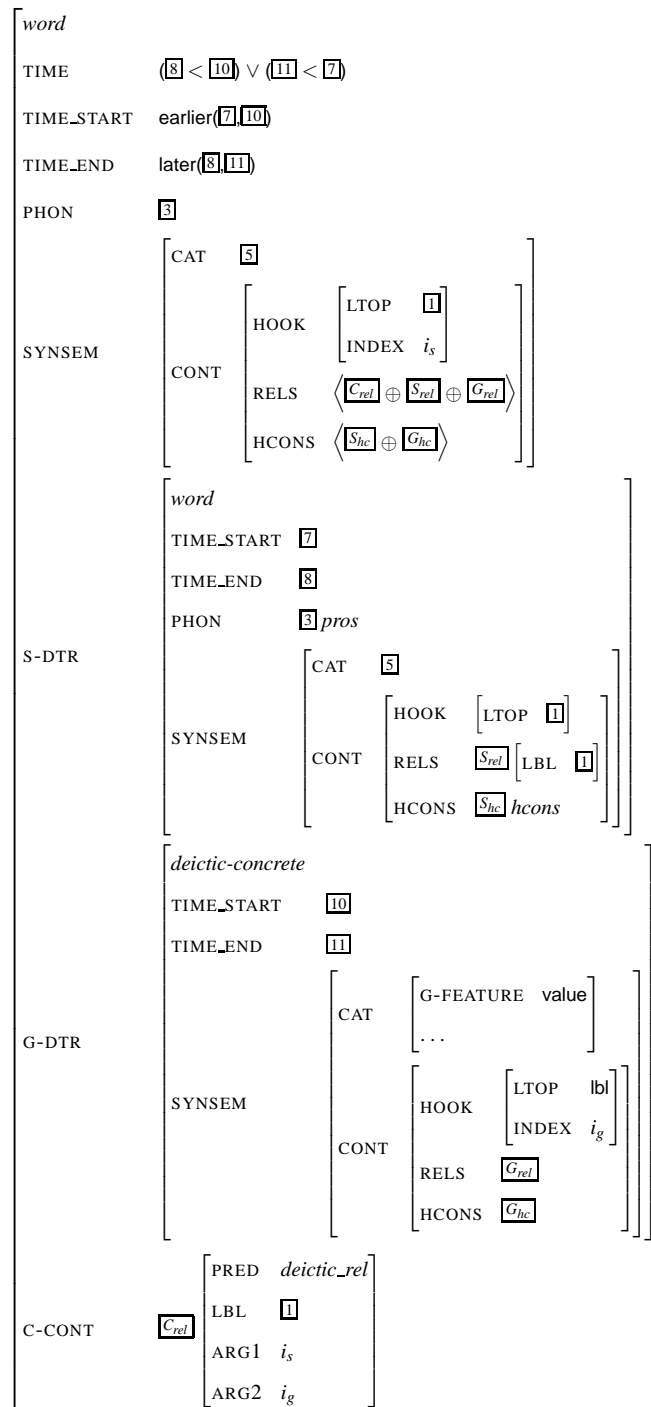 word
TIME ( 8 < 10 ) ∨ ( 11 < 7 )
TIME_START earlier( 7 , 10 )
TIME_END later( 8 , 11 )
PHON 3
CAT 5
LTOP 1
HOOK
INDEX i_s
SYNSEM
CONT
RELS ⟨ C_rel ⊕ S_rel ⊕ G_rel ⟩
HCONS ⟨ S_hc ⊕ G_hc ⟩
word
TIME_START 7
TIME_END 8
PHON 3 pros
S-DTR
CAT 5
HOOK [ LTOP 1 ]
SYNSEM
CONT RELS S_rel [ LBL 1 ]
HCONS S_hc hcons
deictic-concrete
TIME_START 10
TIME_END 11
G-FEATURE value
CAT
...
G-DTR
LTOP lbl
SYNSEM HOOK
INDEX i_g
CONT
RELS G_rel
HCONS G_hc
PRED deictic_rel
LBL 1
C-CONT C_rel
ARG1 i_s
ARG2 i_g